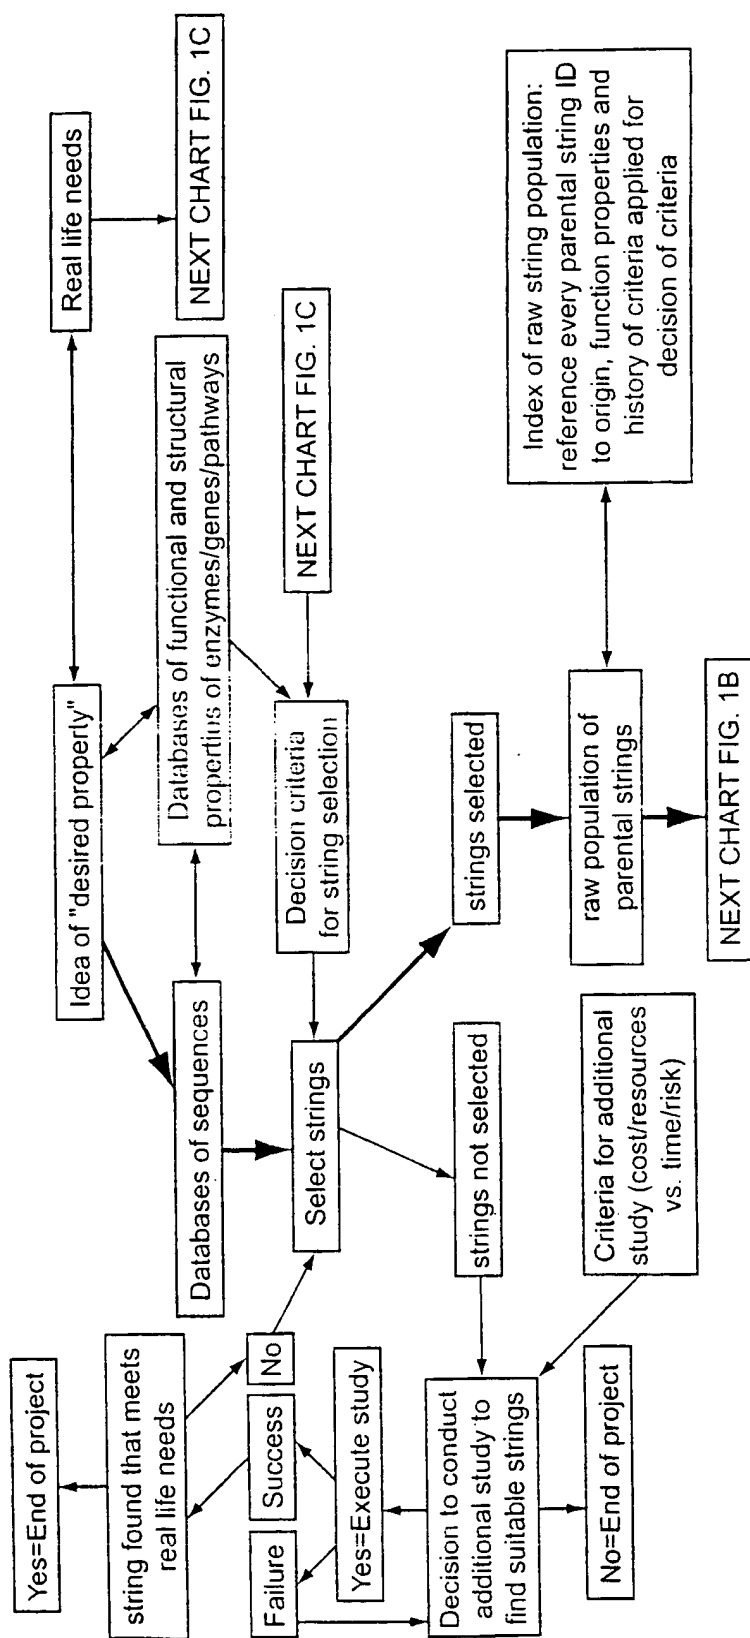 Yes=End of project
string found that meets
real life needs
No
Success
Failure
Yes=Execute study
Decision to conduct
additional study to
find suitable strings
No=End of project
Idea of "desired property"
Real life needs
NEXT CHART FIG. 1C
Databases of sequences
Databases of functional and structural
properties of enzymes/genes/pathways
NEXT CHART FIG. 1C
Select strings
Decision criteria
for string selection
strings not selected
strings selected
Criteria for additional
study (cost/resources
vs. time/risk)
raw population of
parental strings
Index of raw string population:
reference every parental string ID
to origin, function properties and
history of criteria applied for
decision of criteria
NEXT CHART FIG. 1B